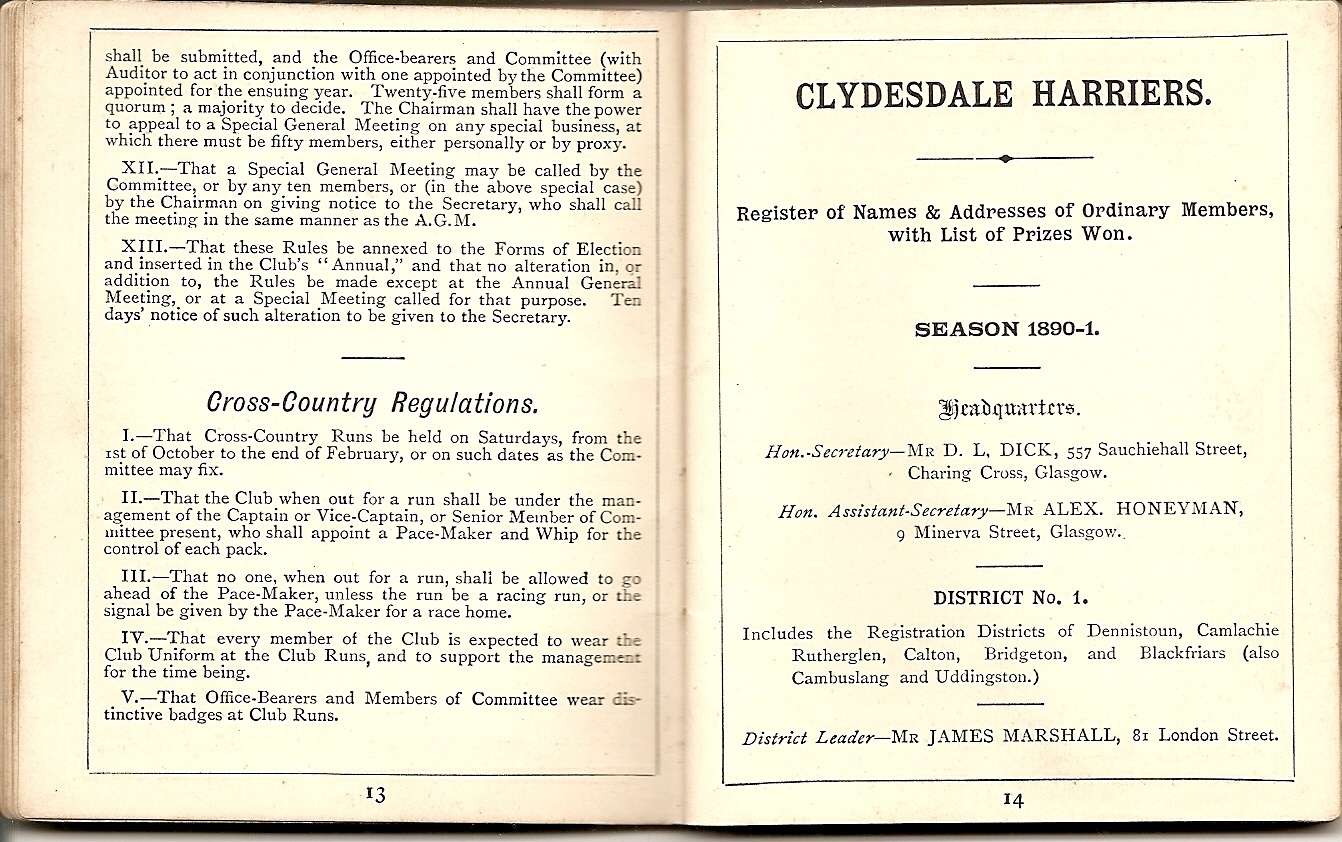 shall be submitted, and the Office-bearers and Committee (with
Auditor to act in conjunction with one appointed by the Committee)
appointed for the ensuing year. Twenty-five members shall form a
quorum ; a majority to decide. The Chairman shall have the power
to appeal to a Special General Meeting on any special business, at
which there must be fifty members, either personally or by proxy.
XII.—That a Special General Meeting may be called by the
Committee, or by any ten members, or (in the above special case)
by the Chairman on giving notice to the Secretary, who shall call
the meeting in the same manner as the A.G.M.
XIII.—That these Rules be annexed to the Forms of Election
and inserted in the Club's "Annual," and that no alteration in, or
addition to, the Rules be made except at the Annual General
Meeting, or at a Special Meeting called for that purpose. Ten
days' notice of such alteration to be given to the Secretary.
Cross-Country Regulations.
I.—That Cross-Country Runs be held on Saturdays, from the
1st of October to the end of February, or on such dates as the Com-
mittee may fix.
II.—That the Club when out for a run shall be under the man-
agement of the Captain or Vice-Captain, or Senior Member of Com-
mittee present, who shall appoint a Pace-Maker and Whip for the
control of each pack.
III.—That no one, when out for a run, shall be allowed to go
ahead of the Pace-Maker, unless the run be a racing run, or the
signal be given by the Pace-Maker for a race home.
IV.—That every member of the Club is expected to wear the
Club Uniform at the Club Runs, and to support the management
for the time being.
V.—That Office-Bearers and Members of Committee wear dis-
tinctive badges at Club Runs.
13
CLYDESDALE HARRIERS.
Register of Names & Addresses of Ordinary Members,
with List of Prizes Won.
SEASON 1890-1.
Headquarters.
Hon.-Secretary—MR D. L. DICK, 557 Sauchiehall Street,
Charing Cross, Glasgow.
Hon. Assistant-Secretary—MR ALEX. HONEYMAN,
9 Minerva Street, Glasgow.
DISTRICT No. 1.
Includes the Registration Districts of Dennistoun, Camlachie
Rutherglen, Calton, Bridgeton, and Blackfriars (also
Cambuslang and Uddingston.)
District Leader—MR JAMES MARSHALL, 81 London Street.
14